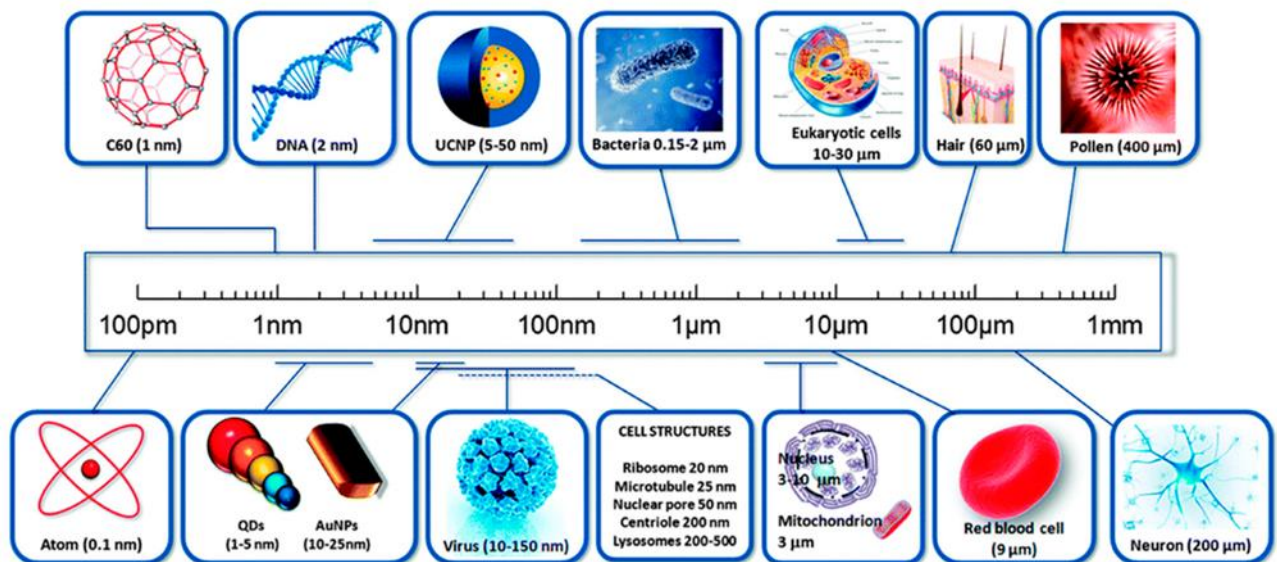 C60 (1 nm)
DNA (2 nm)
UCNP (5-50 nm)
Bacteria 0.15-2 µm
Eukaryotic cells
10-30 µm
Hair (60 µm)
Pollen (400 µm)
100pm
1nm
10nm
100nm
1µm
10µm
100µm
1mm
Atom (0.1 nm)
QDs
(1-5 nm)
AuNPs
(10-25nm)
Virus (10-150 nm)
CELL STRUCTURES
Ribosome 20 nm
Microtubule 25 nm
Nuclear pore 50 nm
Centriole 200 nm
Lysosomes 200-500
Nucleus
3-10 µm
Mitochondrion
3 µm
Red blood cell
(9 µm)
Neuron (200 µm)